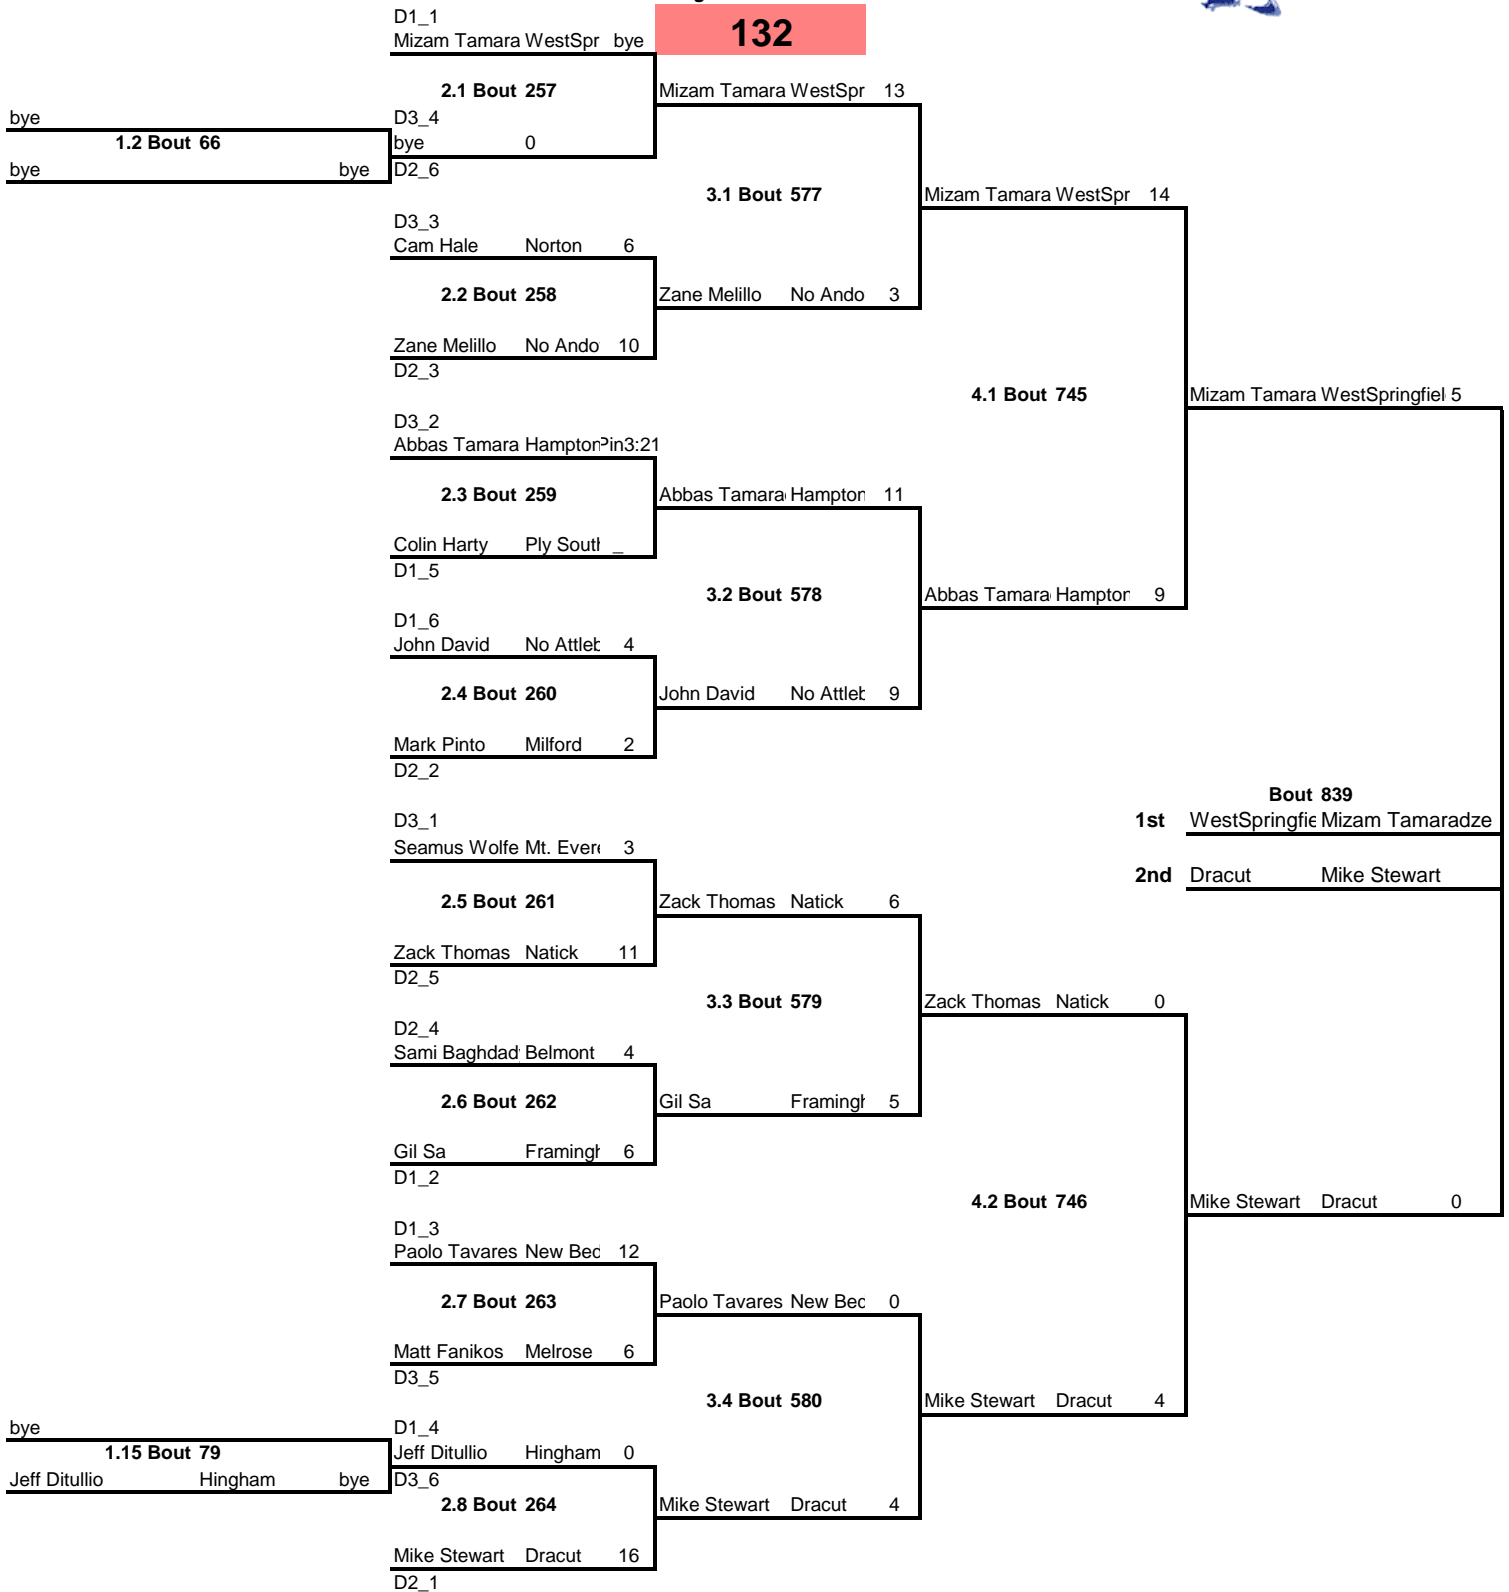 D1_1
Mizam Tamara WestSpr bye
132
2.1 Bout 257
Mizam Tamara WestSpr 13
bye
D3_4
1.2 Bout 66
bye 0
bye bye
D2_6
3.1 Bout 577
Mizam Tamara WestSpr 14
D3_3
Cam Hale Norton 6
2.2 Bout 258
Zane Melillo No Ando 3
Zane Melillo No Ando 10
D2_3
4.1 Bout 745
Mizam Tamara WestSpringfiel 5
D3_2
Abbas Tamara Hampton Pin3:21
2.3 Bout 259
Abbas Tamara Hampton 11
Colin Harty Ply South _
D1_5
3.2 Bout 578
Abbas Tamara Hampton 9
D1_6
John David No Attleb 4
2.4 Bout 260
John David No Attleb 9
Mark Pinto Milford 2
D2_2
Bout 839
D3_1
1st WestSpringfie Mizam Tamaradze
Seamus Wolfe Mt. Evere 3
2nd Dracut Mike Stewart
2.5 Bout 261
Zack Thomas Natick 6
Zack Thomas Natick 11
D2_5
3.3 Bout 579
Zack Thomas Natick 0
D2_4
Sami Baghdad Belmont 4
2.6 Bout 262
Gil Sa Framingh 5
Gil Sa Framingh 6
D1_2
4.2 Bout 746
Mike Stewart Dracut 0
D1_3
Paolo Tavares New Bed 12
2.7 Bout 263
Paolo Tavares New Bed 0
Matt Fanikos Melrose 6
D3_5
3.4 Bout 580
Mike Stewart Dracut 4
bye
D1_4
1.15 Bout 79
Jeff Ditullio Hingham 0
Jeff Ditullio Hingham bye
D3_6
2.8 Bout 264
Mike Stewart Dracut 4
Mike Stewart Dracut 16
D2_1